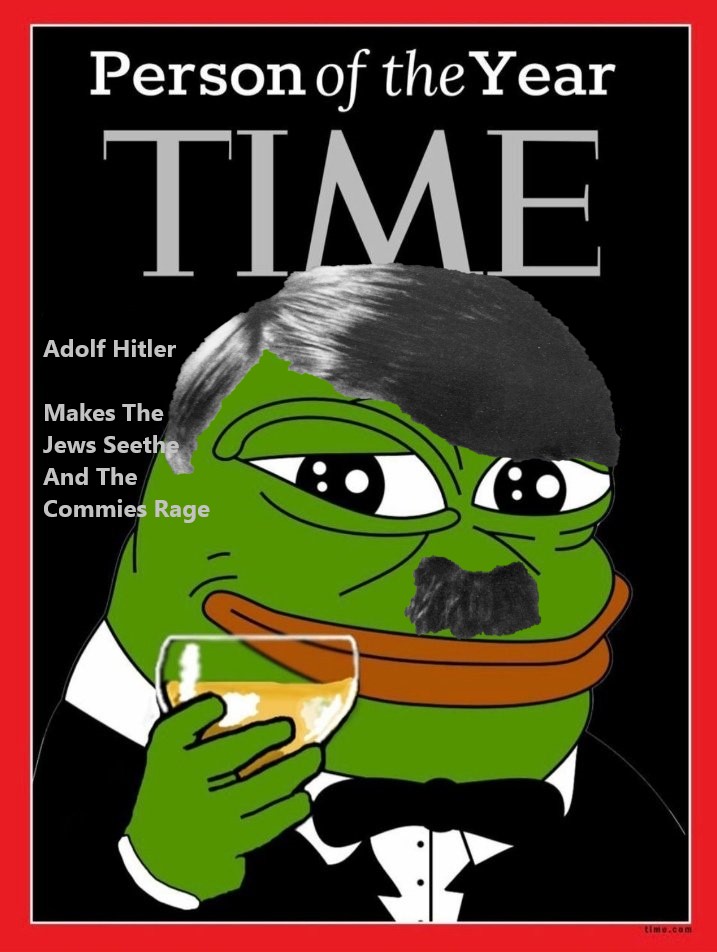 Person of the Year
TIME
Adolf Hitler
Makes The
Jews Seethe
And The
Commies Rage
time.com